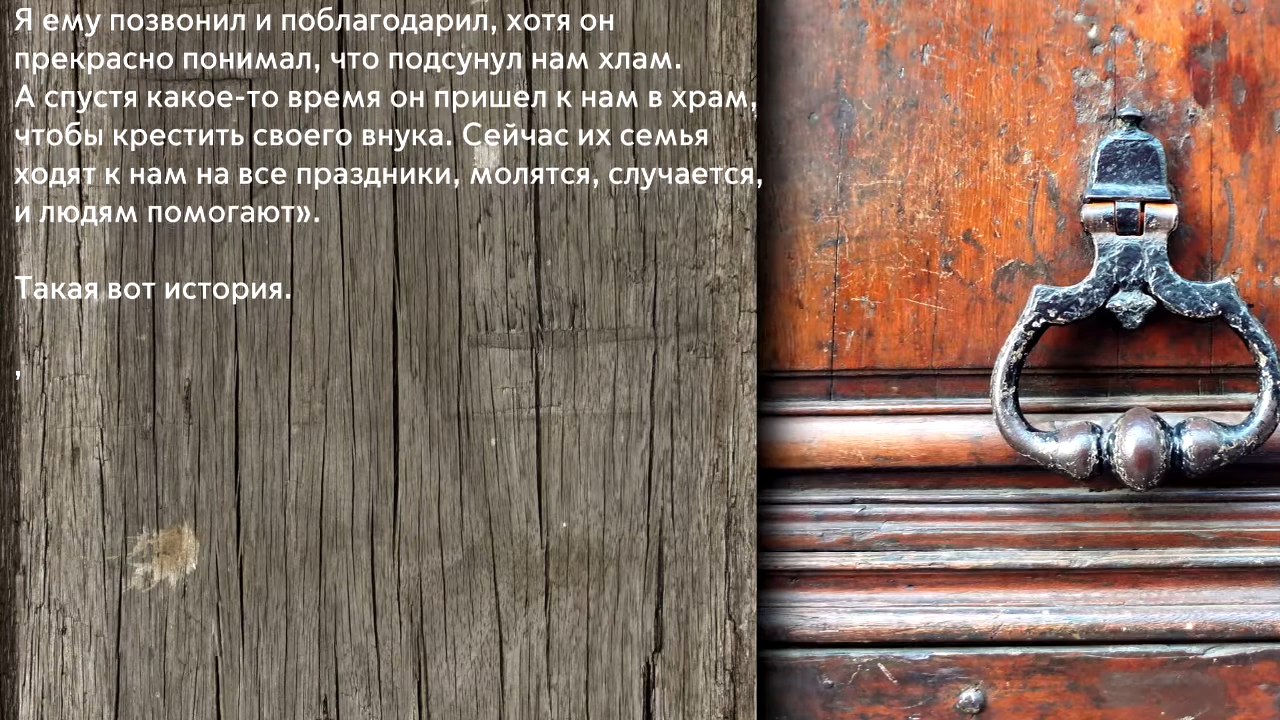 Я ему позвонил и поблагодарил, хотя он
прекрасно понимал, что подсунул нам хлам.
А спустя какое-то время он пришел к нам в храм,
чтобы крестить своего внука. Сейчас их семья
ходят к нам на все праздники, молятся, случается,
и людям помогают».
Такая вот история.
,